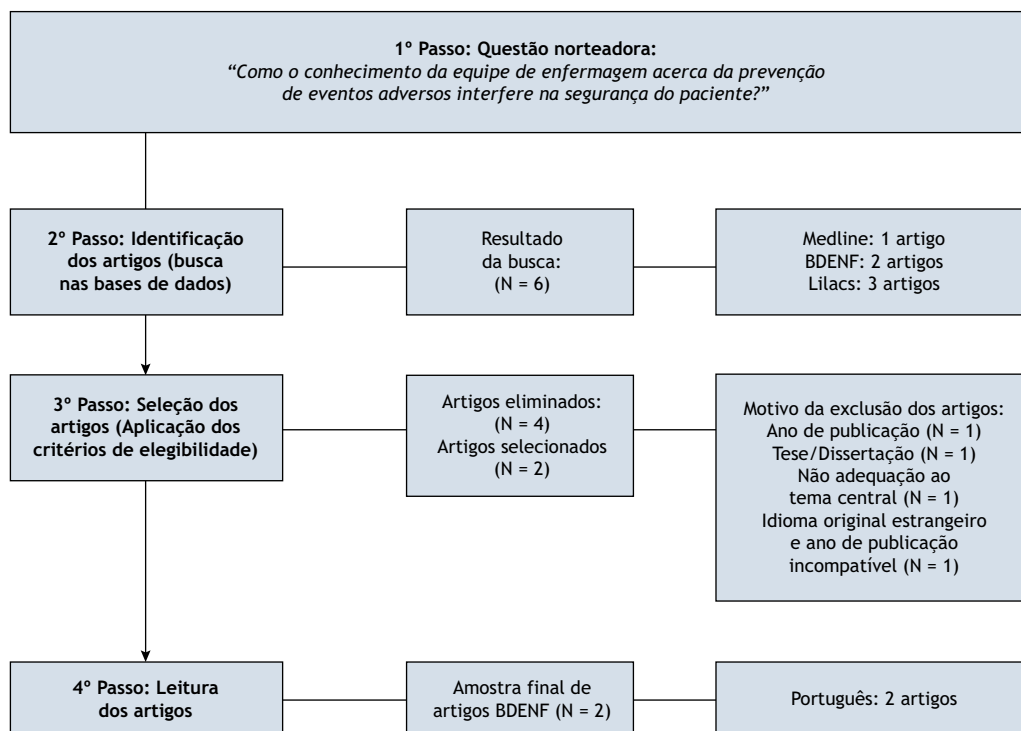 1º Passo: Questão norteadora:
“Como o conhecimento da equipe de enfermagem acerca da prevenção
de eventos adversos interfere na segurança do paciente?”
2º Passo: Identificação
dos artigos (busca
nas bases de dados)
Resultado
da busca:
(N = 6)
Medline: 1 artigo
BDENF: 2 artigos
Lilacs: 3 artigos
3º Passo: Seleção dos
artigos (Aplicação dos
critérios de elegibilidade)
Artigos eliminados:
(N = 4)
Artigos selecionados
(N = 2)
Motivo da exclusão dos artigos:
Ano de publicação (N = 1)
Tese/Dissertação (N = 1)
Não adequação ao
tema central (N = 1)
Idioma original estrangeiro
e ano de publicação
incompatível (N = 1)
4º Passo: Leitura
dos artigos
Amostra final de
artigos BDENF (N = 2)
Português: 2 artigos